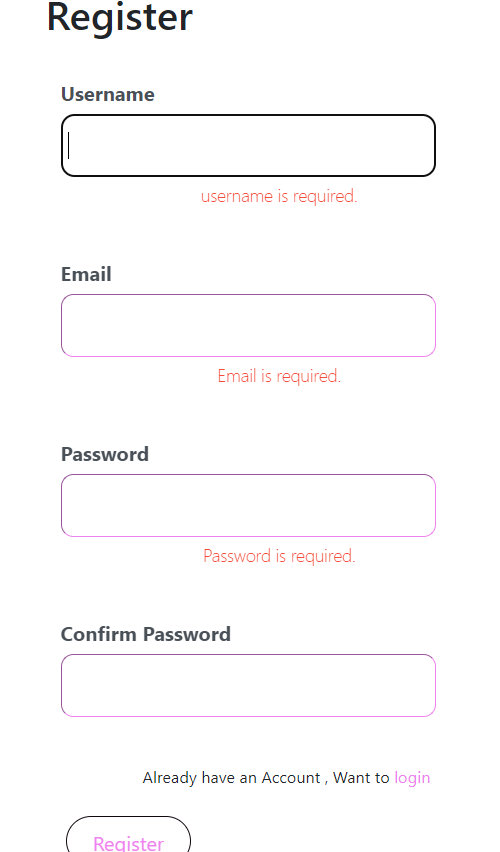 Register
Username
username is required.
Email
Email is required.
Password
Password is required.
Confirm Password
Already have an Account , Want to login
Register